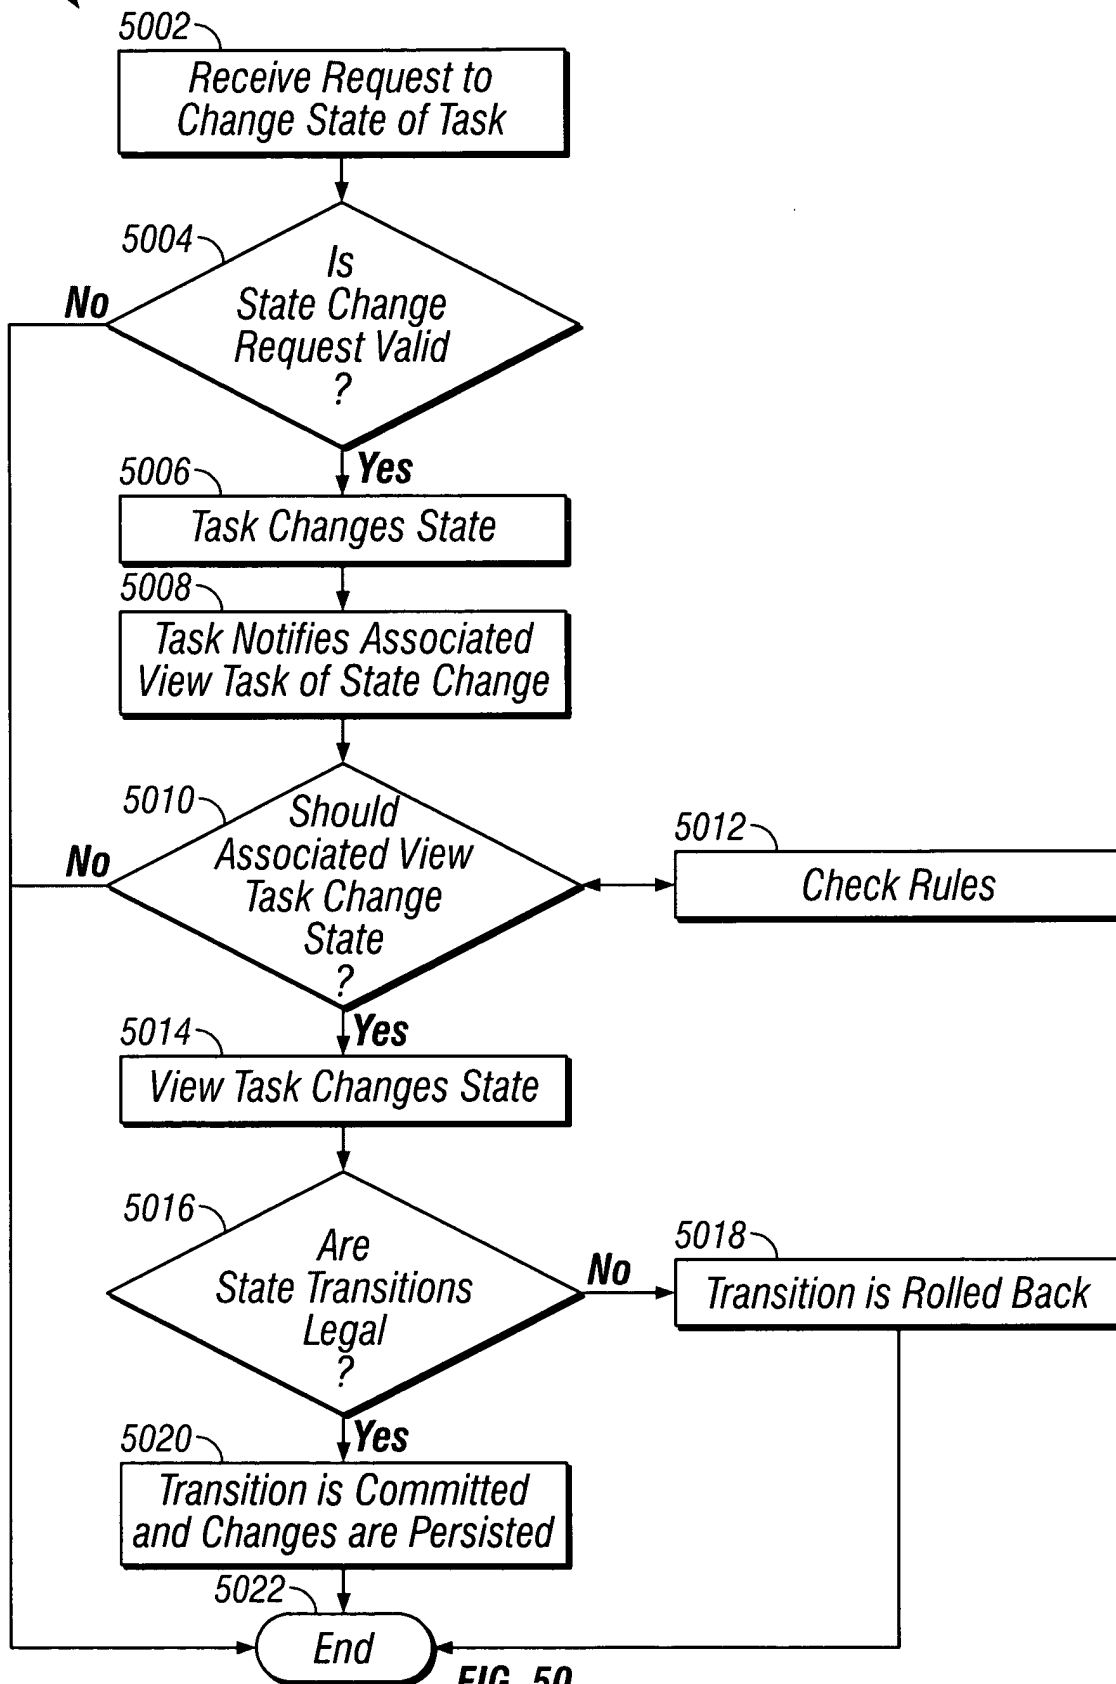 5002
Receive Request to
Change State of Task
5004
Is
State Change
Request Valid
?
No
Yes
5006
Task Changes State
5008
Task Notifies Associated
View Task of State Change
5010
Should
Associated View
Task Change
State
?
No
5012
Check Rules
Yes
5014
View Task Changes State
5016
Are
State Transitions
Legal
?
No
5018
Transition is Rolled Back
Yes
5020
Transition is Committed
and Changes are Persisted
5022
End
FIG. 50